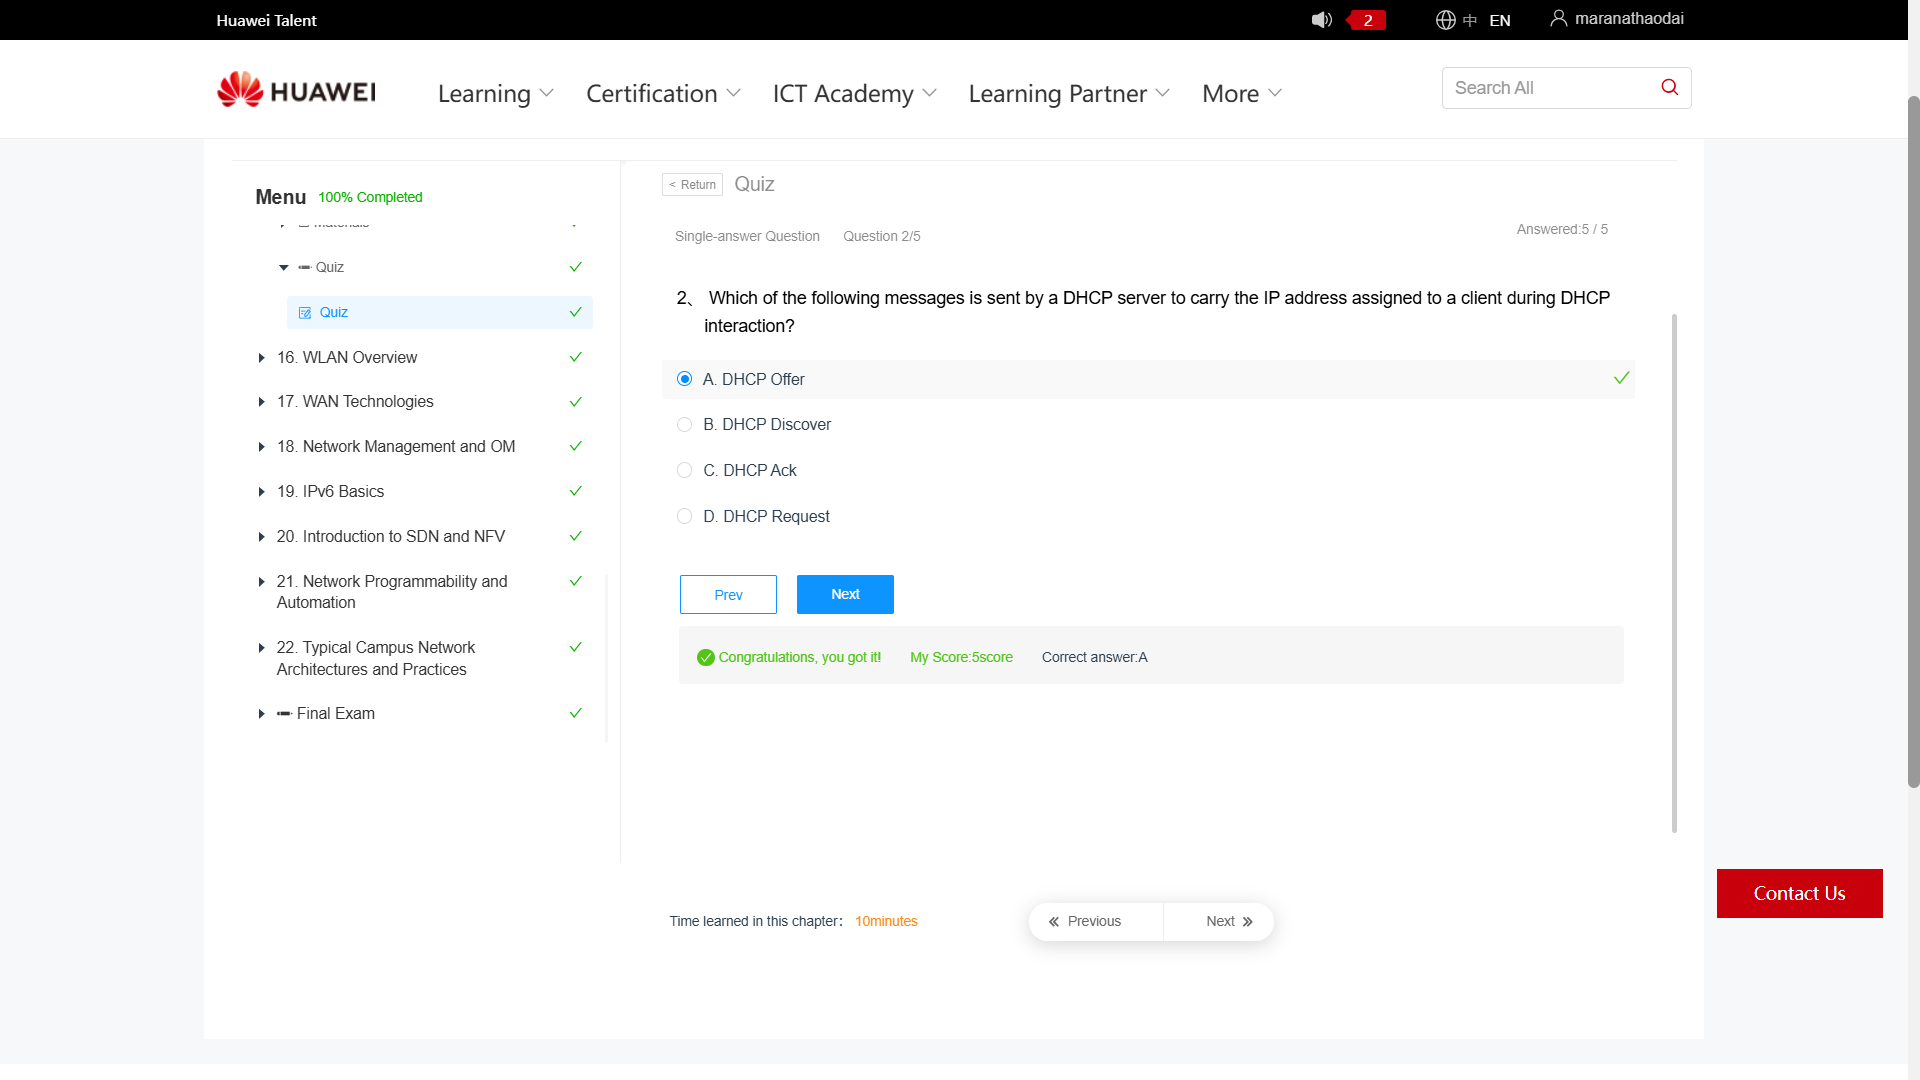 Huawei Talent
2
中 EN
maranathaodai
HUAWEI
Learning
Certification
ICT Academy
Learning Partner
More
Search All
Menu 100% Completed
Materials
Quiz
Quiz
16. WLAN Overview
17. WAN Technologies
18. Network Management and OM
19. IPv6 Basics
20. Introduction to SDN and NFV
21. Network Programmability and
Automation
22. Typical Campus Network
Architectures and Practices
Final Exam
< Return Quiz
Single-answer Question Question 2/5
Answered:5 / 5
2、 Which of the following messages is sent by a DHCP server to carry the IP address assigned to a client during DHCP
interaction?
A. DHCP Offer
B. DHCP Discover
C. DHCP Ack
D. DHCP Request
Prev
Next
Congratulations, you got it! My Score:5score Correct answer:A
Time learned in this chapter: 10minutes
« Previous
Next »
Contact Us